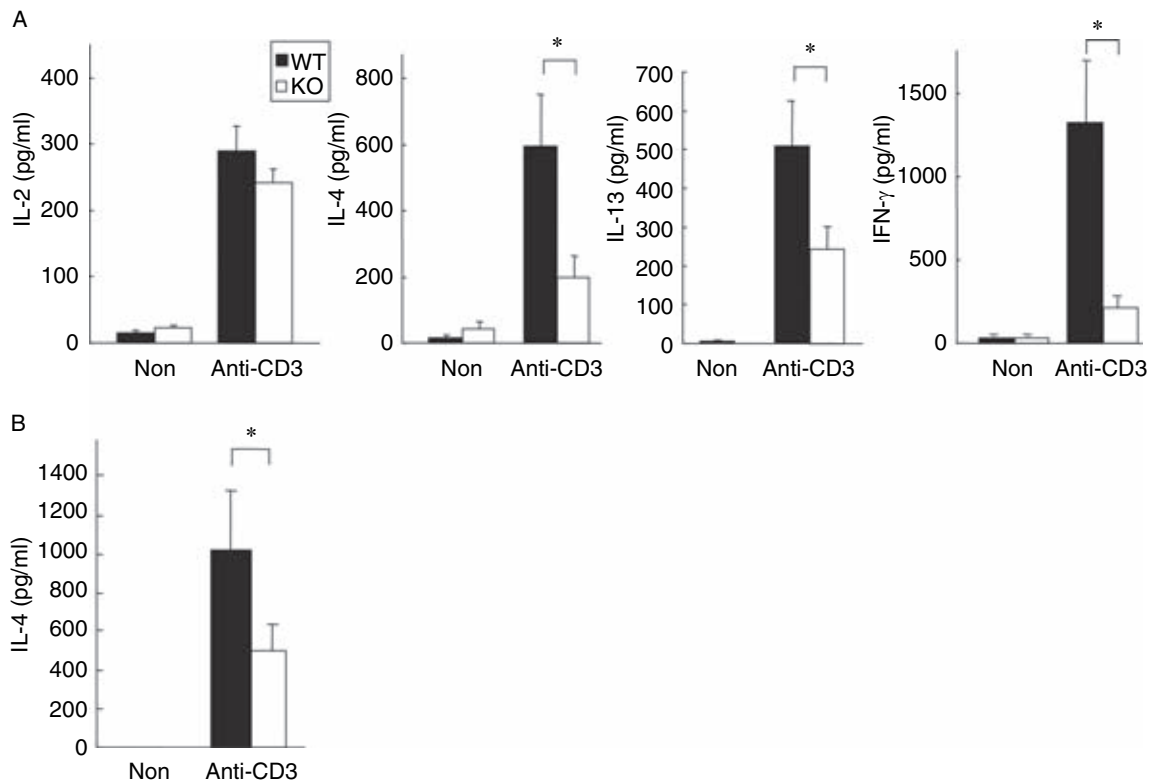 A
IL-2 (pg/ml)
400
300
200
100
0
Non Anti-CD3
WT
KO
IL-4 (pg/ml)
800
600
400
200
0
*
Non Anti-CD3
IL-13 (pg/ml)
700
600
500
400
300
200
100
0
*
Non Anti-CD3
IFN-γ (pg/ml)
1500
1000
500
0
*
Non Anti-CD3
B
IL-4 (pg/ml)
1400
1200
1000
800
600
400
200
0
*
Non Anti-CD3